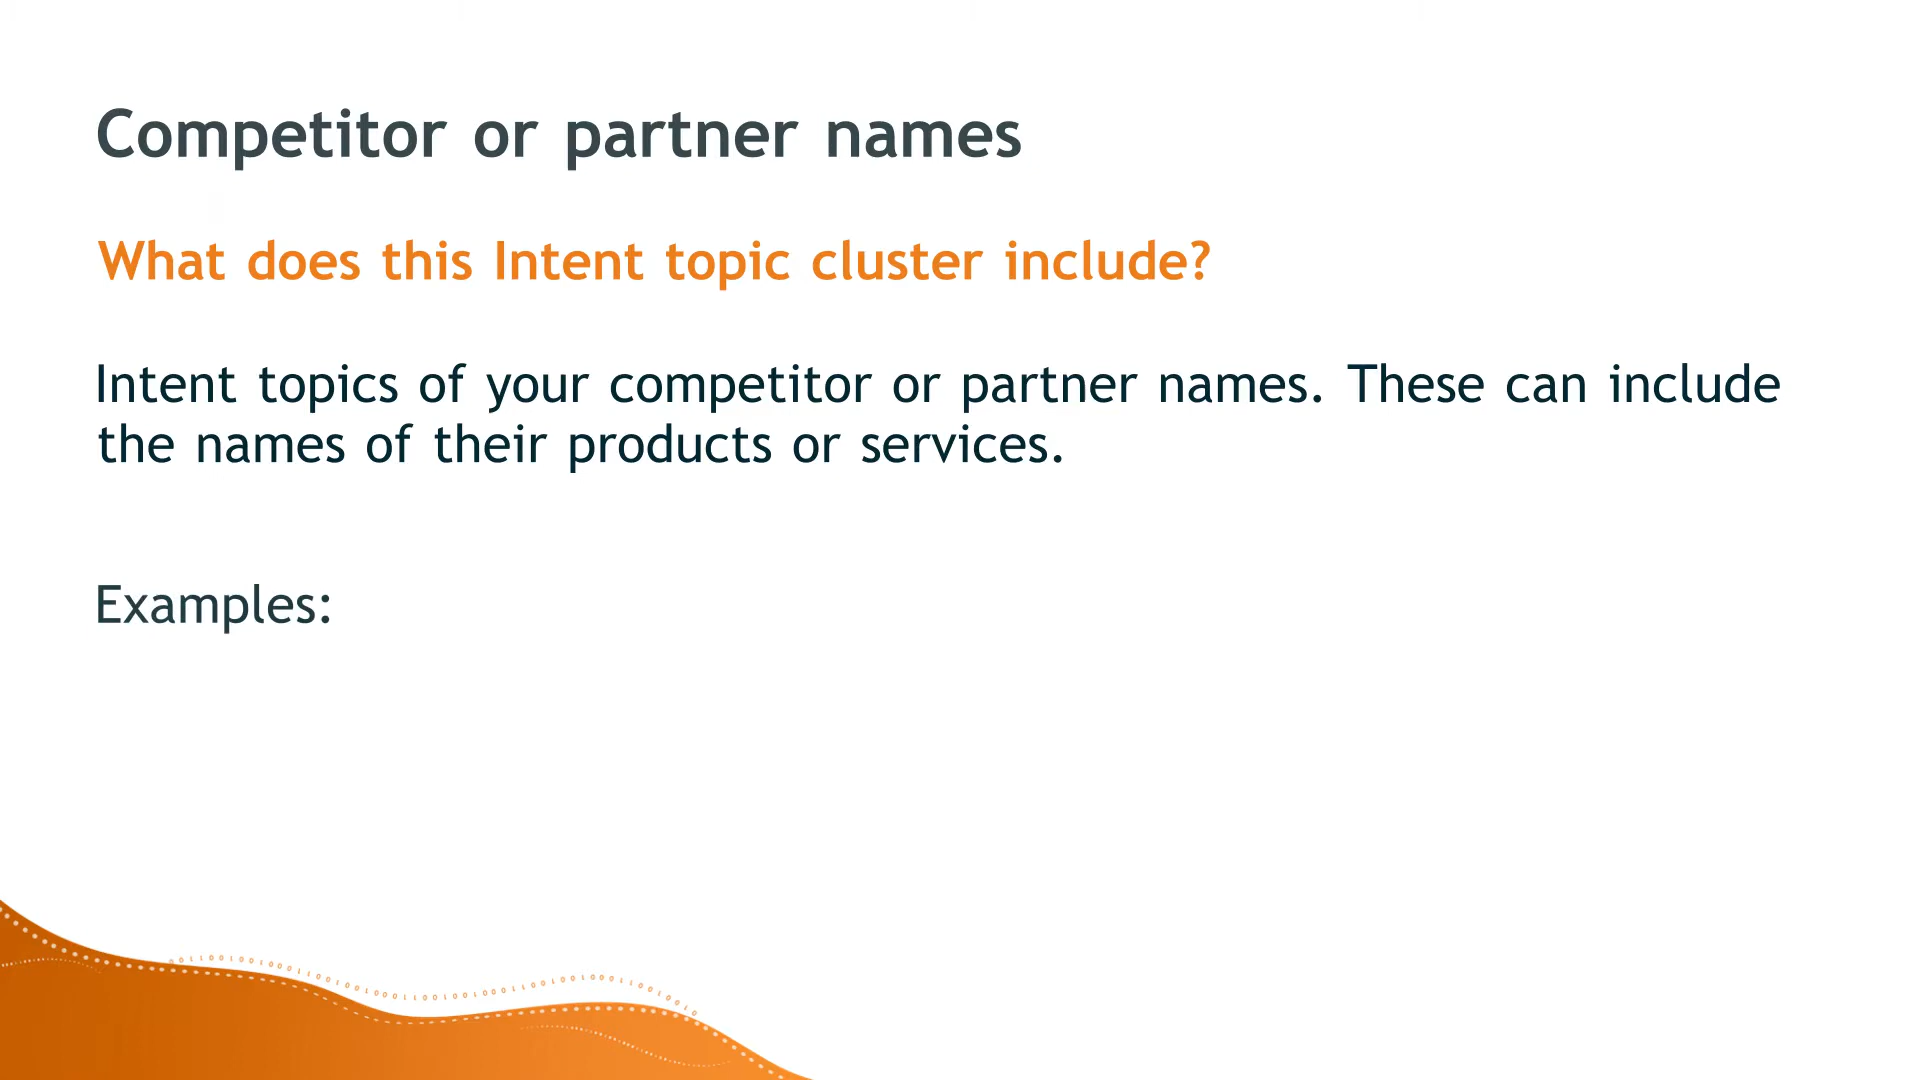 Competitor or partner names
What does this Intent topic cluster include?
Intent topics of your competitor or partner names. These can include
the names of their products or services.
Examples: